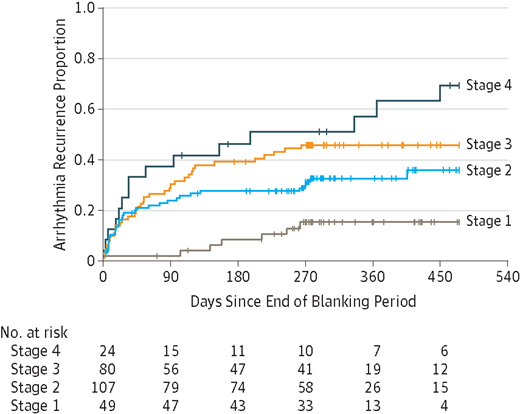 1.0
0.8
0.6
0.4
0.2
0
Arrhythmia Recurrence Proportion
Stage 4
Stage 3
Stage 2
Stage 1
0 90 180 270 360 450 540
Days Since End of Blanking Period
No. at risk
Stage 4 24 15 11 10 7 6
Stage 3 80 56 47 41 19 12
Stage 2 107 79 74 58 26 15
Stage 1 49 47 43 33 13 4